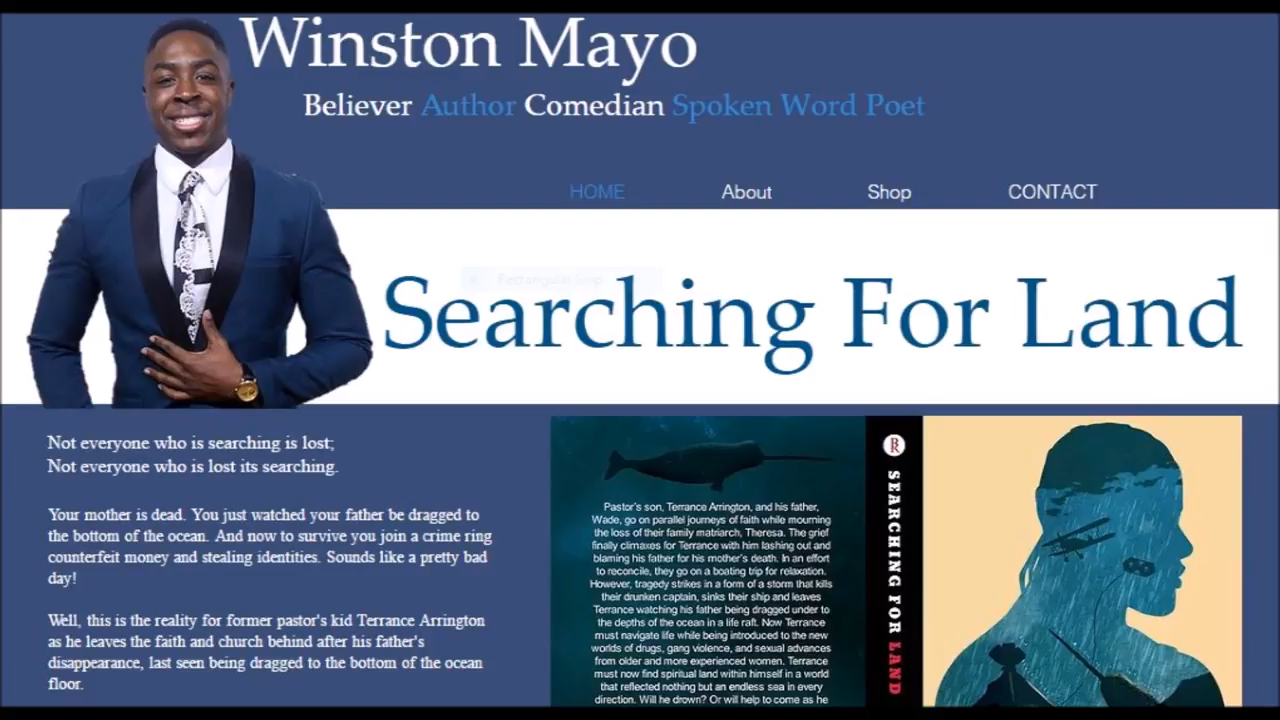 Winston Mayo
Believer Author Comedian Spoken Word Poet
HOME About Shop CONTACT
Rectangular Snip
Searching For Land
Not everyone who is searching is lost;
Not everyone who is lost its searching.
Your mother is dead. You just watched your father be dragged to
the bottom of the ocean. And now to survive you join a crime ring
counterfeit money and stealing identities. Sounds like a pretty bad
day!
Well, this is the reality for former pastor's kid Terrance Arrington
as he leaves the faith and church behind after his father's
disappearance, last seen being dragged to the bottom of the ocean
floor.
Pastor's son, Terrance Arrington, and his father,
Wade, go on parallel journeys of faith while mourning
the loss of their family matriarch, Theresa. The grief
finally climaxes for Terrance with him lashing out and
blaming his father for his mother's death. In an effort
to reconcile, they go on a boating trip for relaxation.
However, tragedy strikes in a form of a storm that kills
their drunken captain, sinks their ship and leaves
Terrance watching his father being dragged under to
the depths of the ocean in a life raft. Now Terrance
must navigate life while being introduced to the new
worlds of drugs, gang violence, and sexual advances
from older and more experienced women. Terrance
must now find spiritual land within himself in a world
that reflected nothing but an endless sea in every
direction. Will he drown? Or will help to come as he
SEARCHING FOR LAND